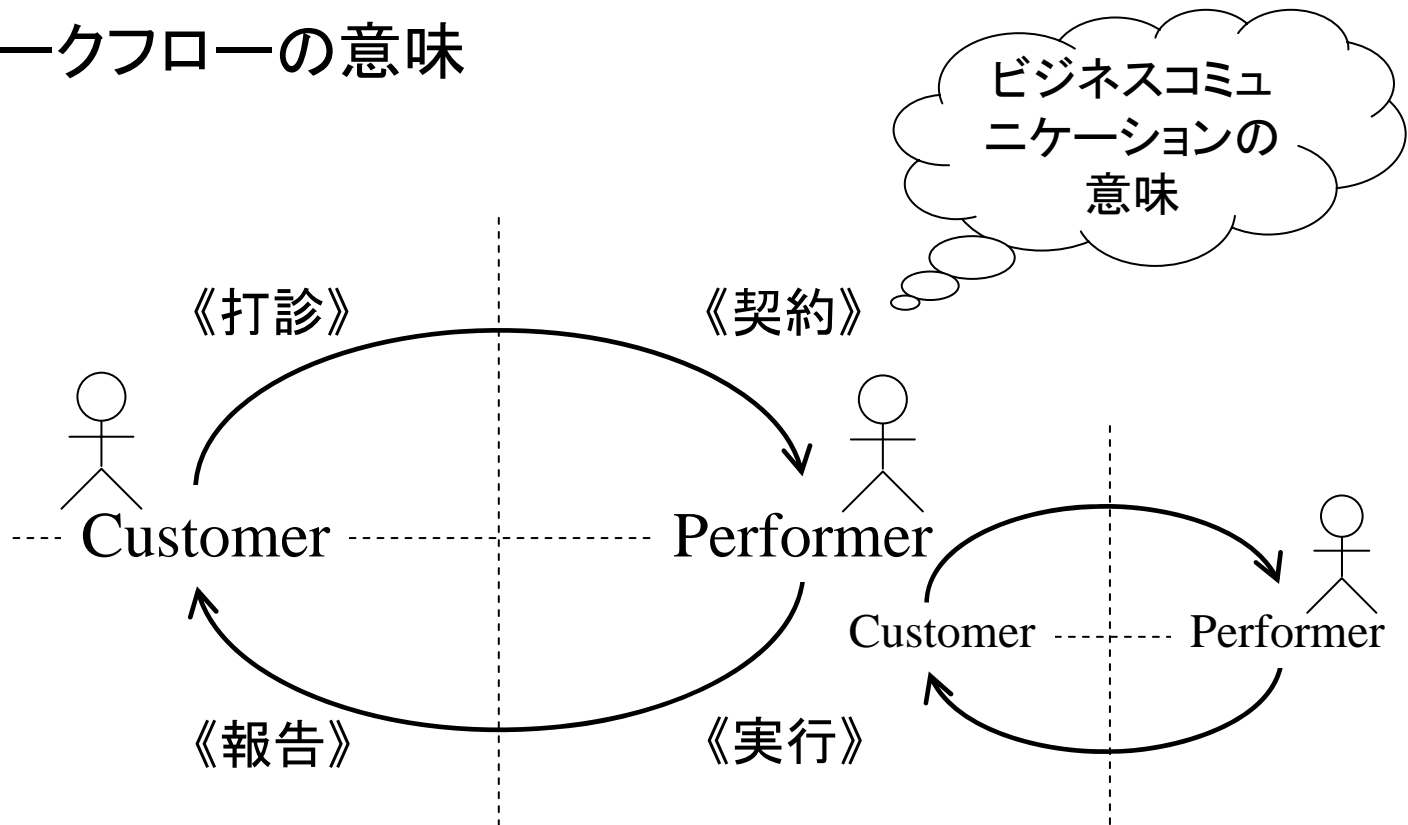 ークフローの意味
ビジネスコミュ
ニケーションの
意味
《打診》
《契約》
Customer
Performer
Customer
Performer
《報告》
《実行》